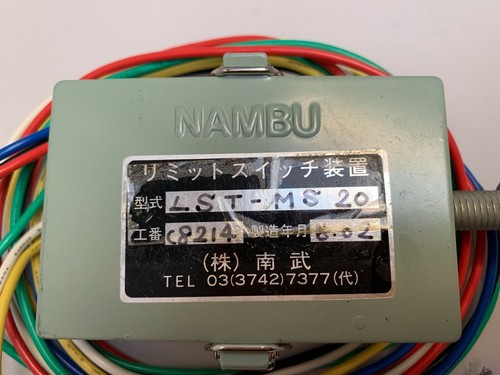 NAMBU
リミットスイッチ装置
型式 LST-MS 20
工番 C8214 製造年月 6.02
(株) 南武
TEL 03(3742)7377(代)